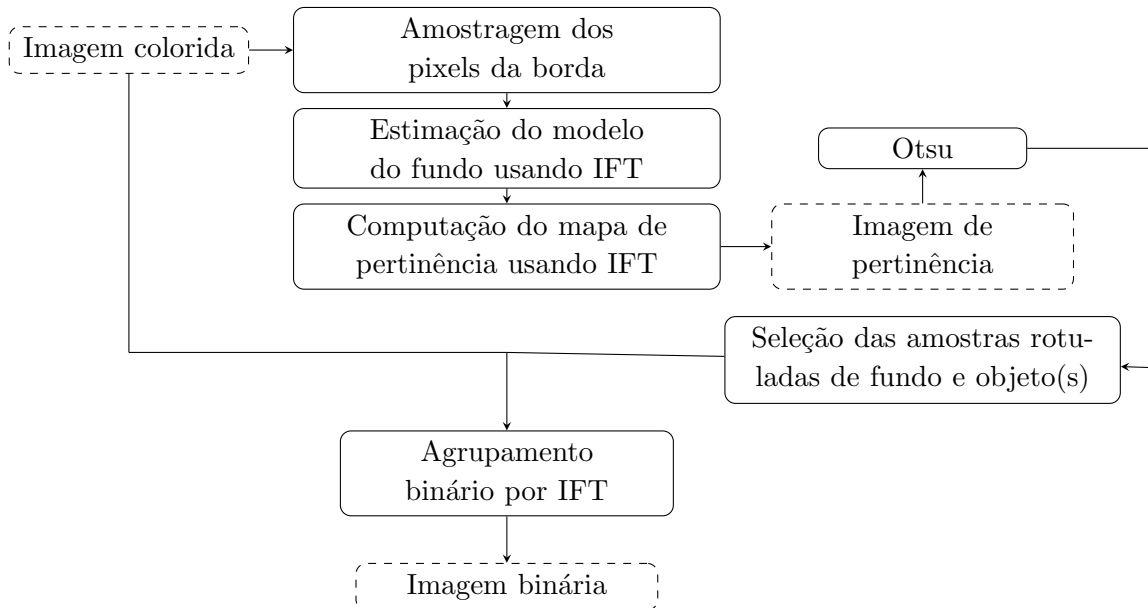 Imagem colorida
Amostragem dos
pixels da borda
Estimação do modelo
do fundo usando IFT
Otsu
Computação do mapa de
pertinência usando IFT
Imagem de
pertinência
Seleção das amostras rotu-
ladas de fundo e objeto(s)
Agrupamento
binário por IFT
Imagem binária